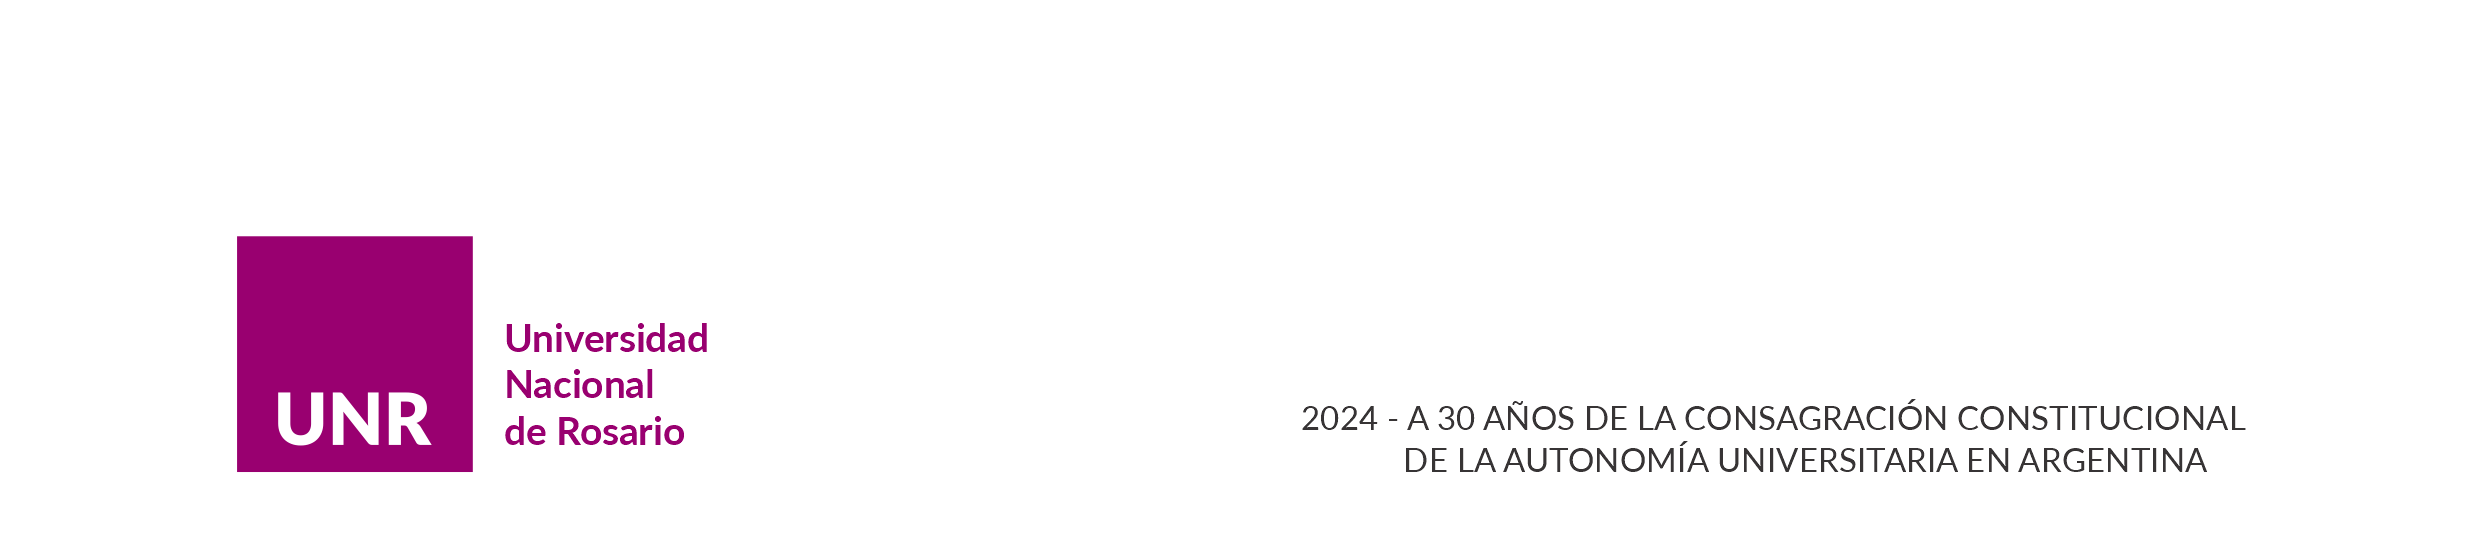 UNR
Universidad
Nacional
de Rosario
2024 - A 30 AÑOS DE LA CONSAGRACIÓN CONSTITUCIONAL
DE LA AUTONOMÍA UNIVERSITARIA EN ARGENTINA